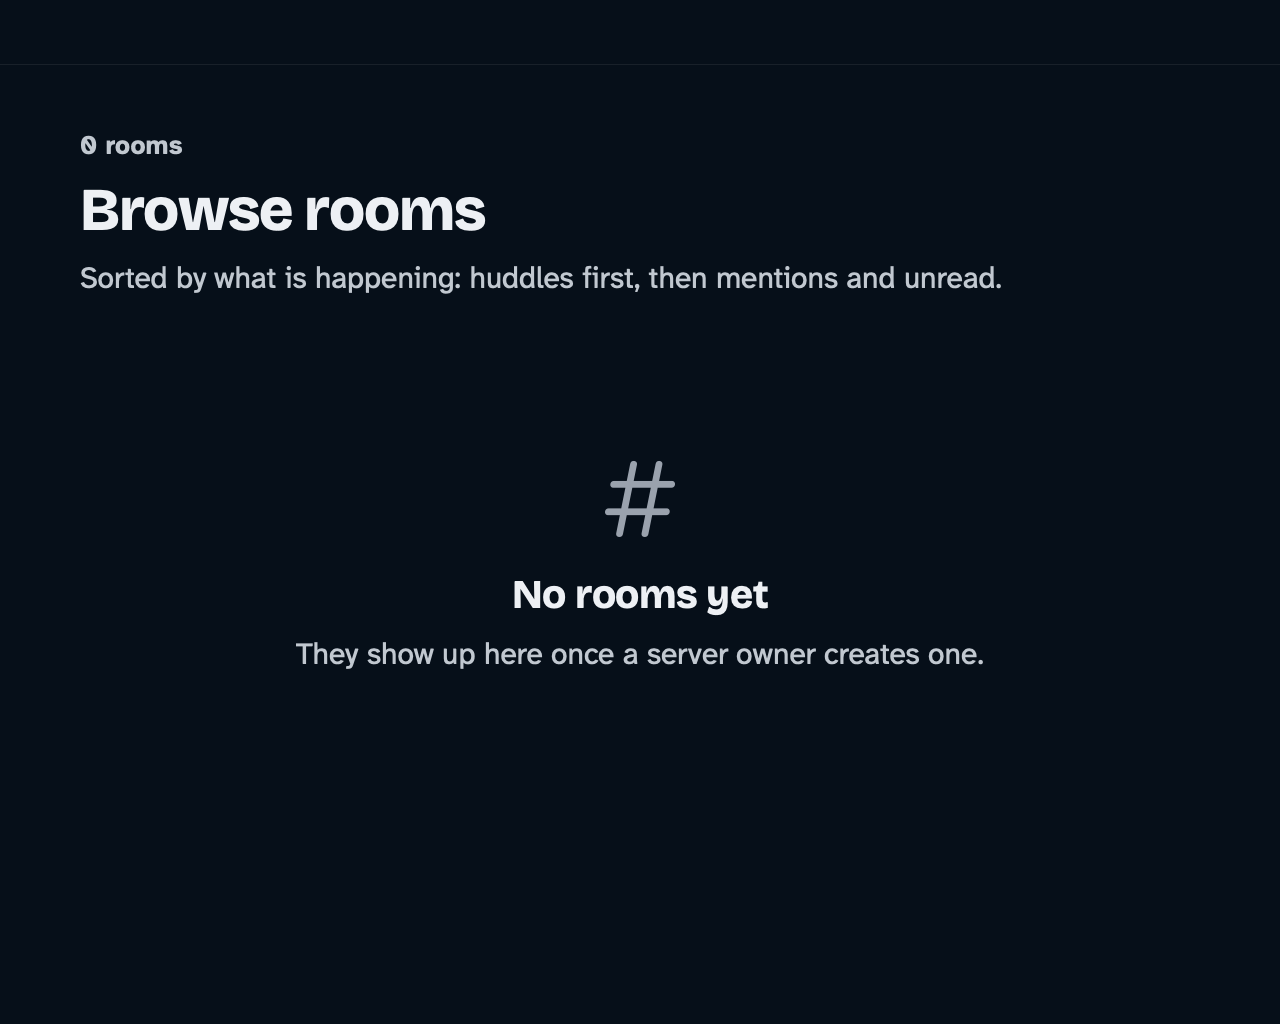 0 rooms
Browse rooms
Sorted by what is happening: huddles first, then mentions and unread.
#
No rooms yet
They show up here once a server owner creates one.